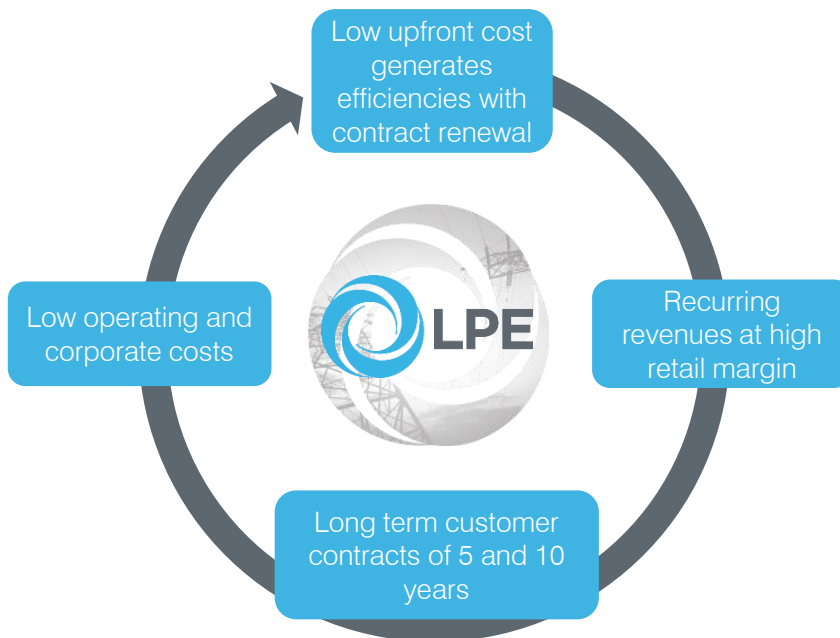 Low upfront cost
generates
efficiencies with
contract renewal
Recurring
revenues at high
retail margin
Long term customer
contracts of 5 and 10
years
Low operating and
corporate costs
LPE